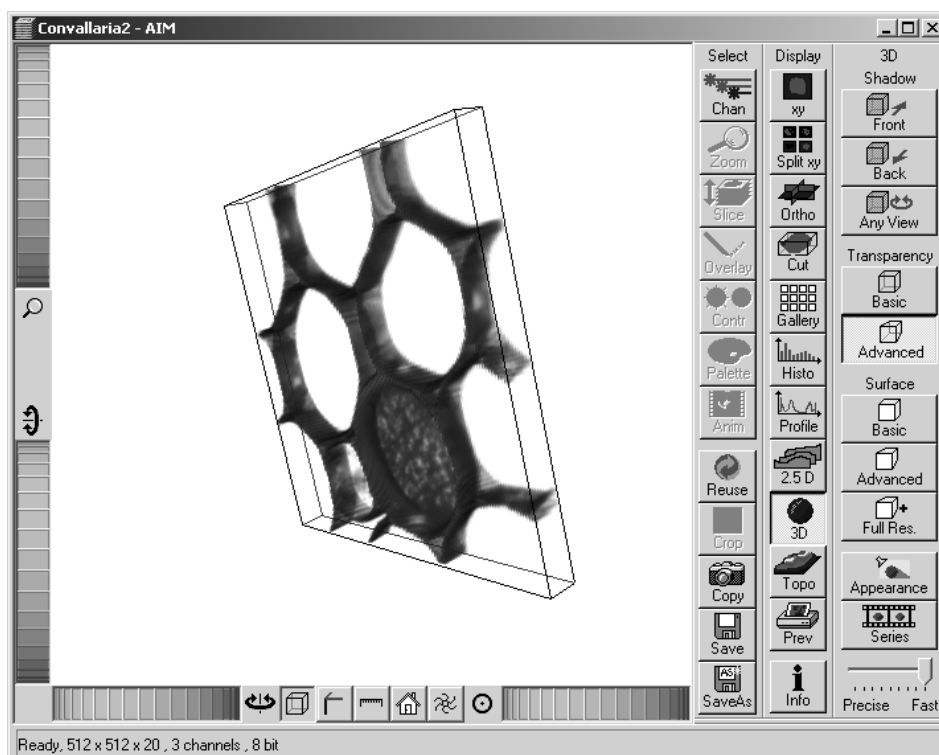 Convallaria2 - AIM
Select
Chan
Zoom
Slice
Overlay
Contr
Palette
Anim
Reuse
Crop
Copy
Save
AS
SaveAs
Display
xy
Split xy
Ortho
Cut
Gallery
Histo
Profile
2.5 D
3D
Topo
Prev
Info
3D
Shadow
Front
Back
Any View
Transparency
Basic
Advanced
Surface
Basic
Advanced
Full Res.
Appearance
Series
Precise Fast
Ready, 512 x 512 x 20 , 3 channels , 8 bit